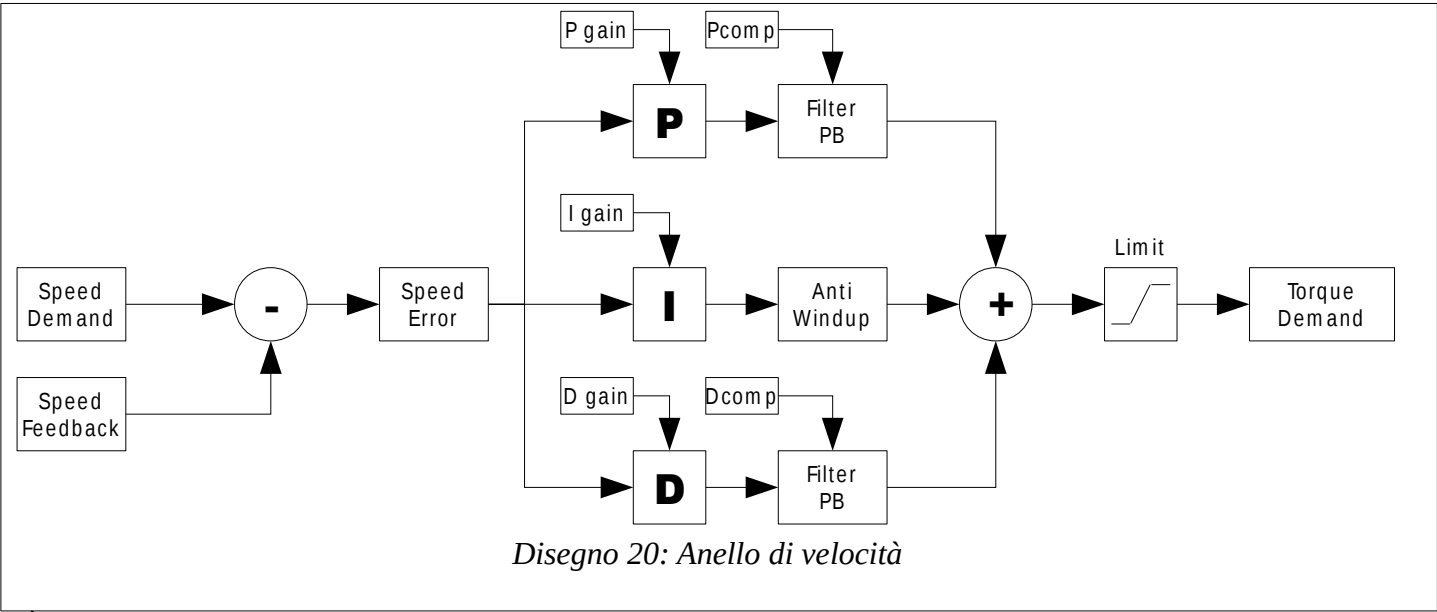 P gain
Pcomp
P
Filter
PB
I gain
Limit
Speed
Demand
-
Speed
Error
I
Anti
Windup
+
Torque
Demand
Speed
Feedback
D gain
Dcomp
D
Filter
PB
Disegno 20: Anello di velocità